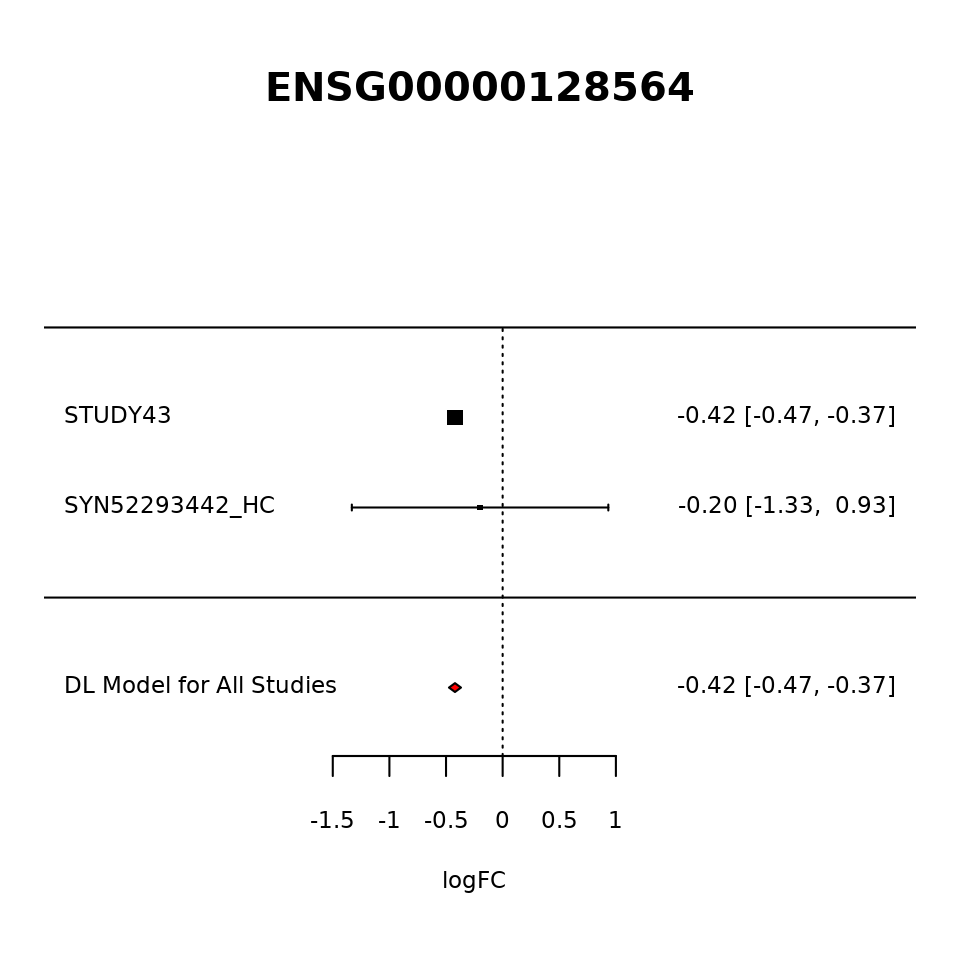 ENSG00000128564
STUDY43 -0.42 [-0.47, -0.37]
SYN52293442_HC -0.20 [-1.33,  0.93]
DL Model for All Studies -0.42 [-0.47, -0.37]
-1.5 -1 -0.5 0 0.5 1
logFC